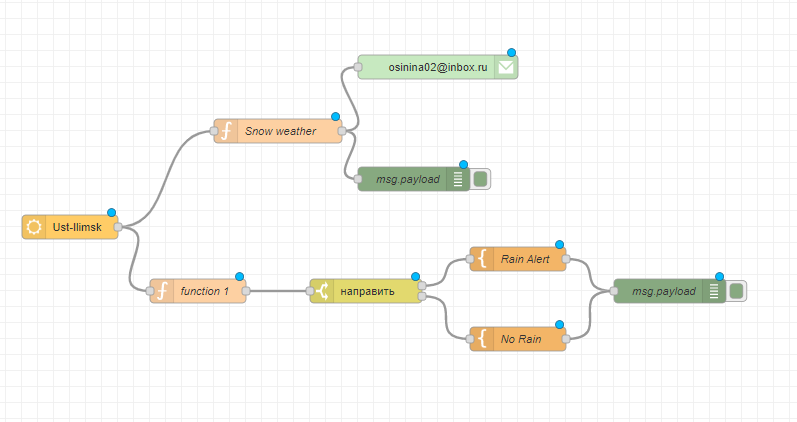 osinina02@inbox.ru
Snow weather
msg.payload
Ust-Ilimsk
function 1
направить
Rain Alert
msg.payload
No Rain